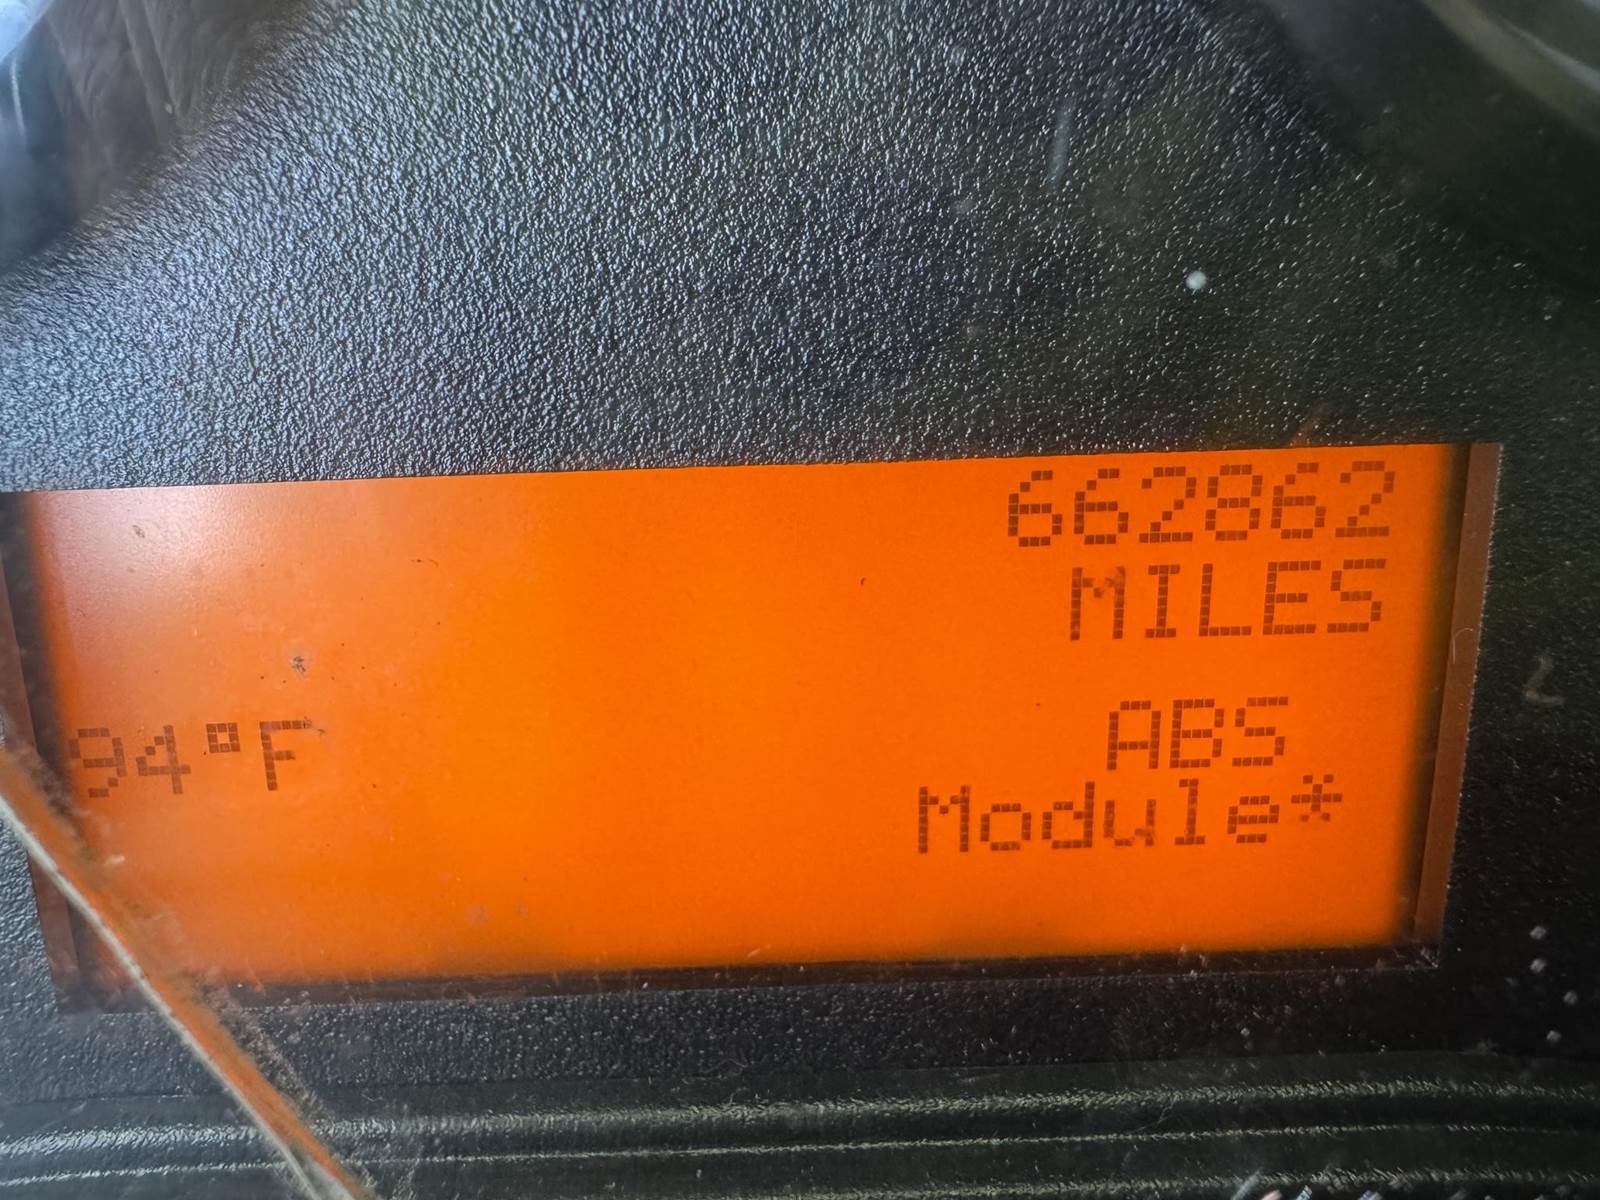 662862
MILES
94°F
ABS
Module*